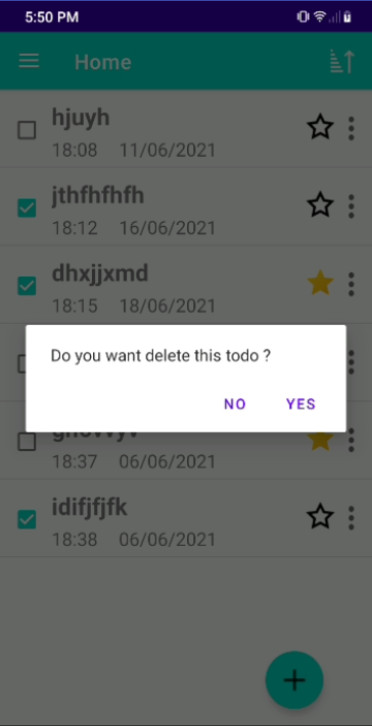 5:50 PM
Home
hjuyh
18:08 11/06/2021
jthfhfhfh
18:12 16/06/2021
dhxjjxmd
18:15 18/06/2021
Do you want delete this todo ?
NO YES
18:37 06/06/2021
idifjfjfk
18:38 06/06/2021